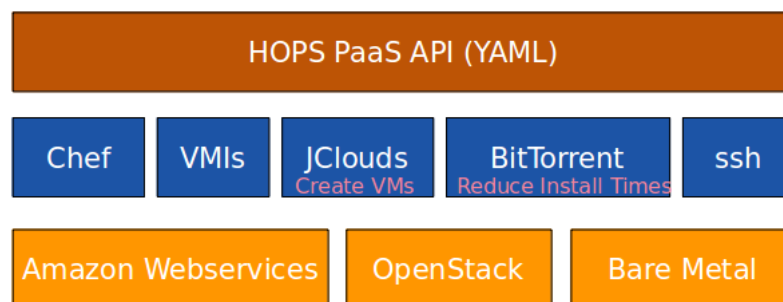 HOPS PaaS API (YAML)
Chef
VMIs
JClouds
Create VMs
BitTorrent
Reduce Install Times
ssh
Amazon Webservices
OpenStack
Bare Metal